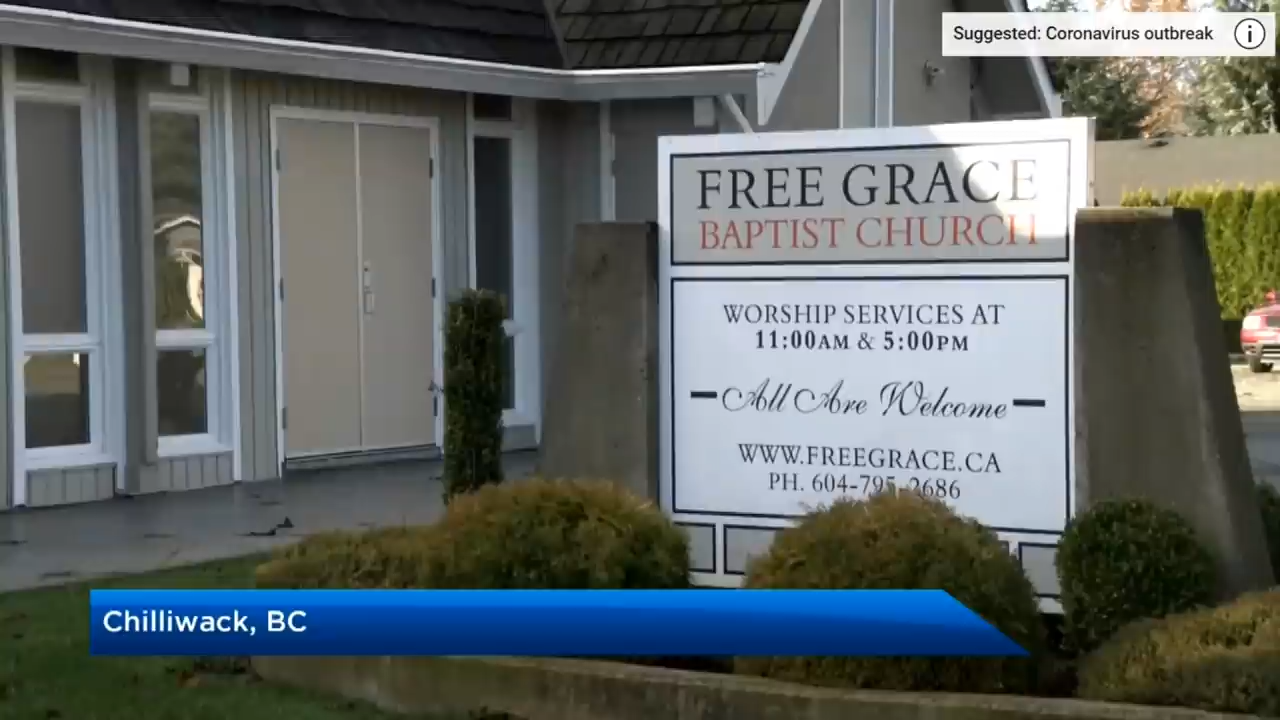 Suggested: Coronavirus outbreak
FREE GRACE
BAPTIST CHURCH
WORSHIP SERVICES AT
11:00AM & 5:00PM
All Are Welcome
WWW.FREEGRACE.CA
PH. 604-795-2686
Chilliwack, BC